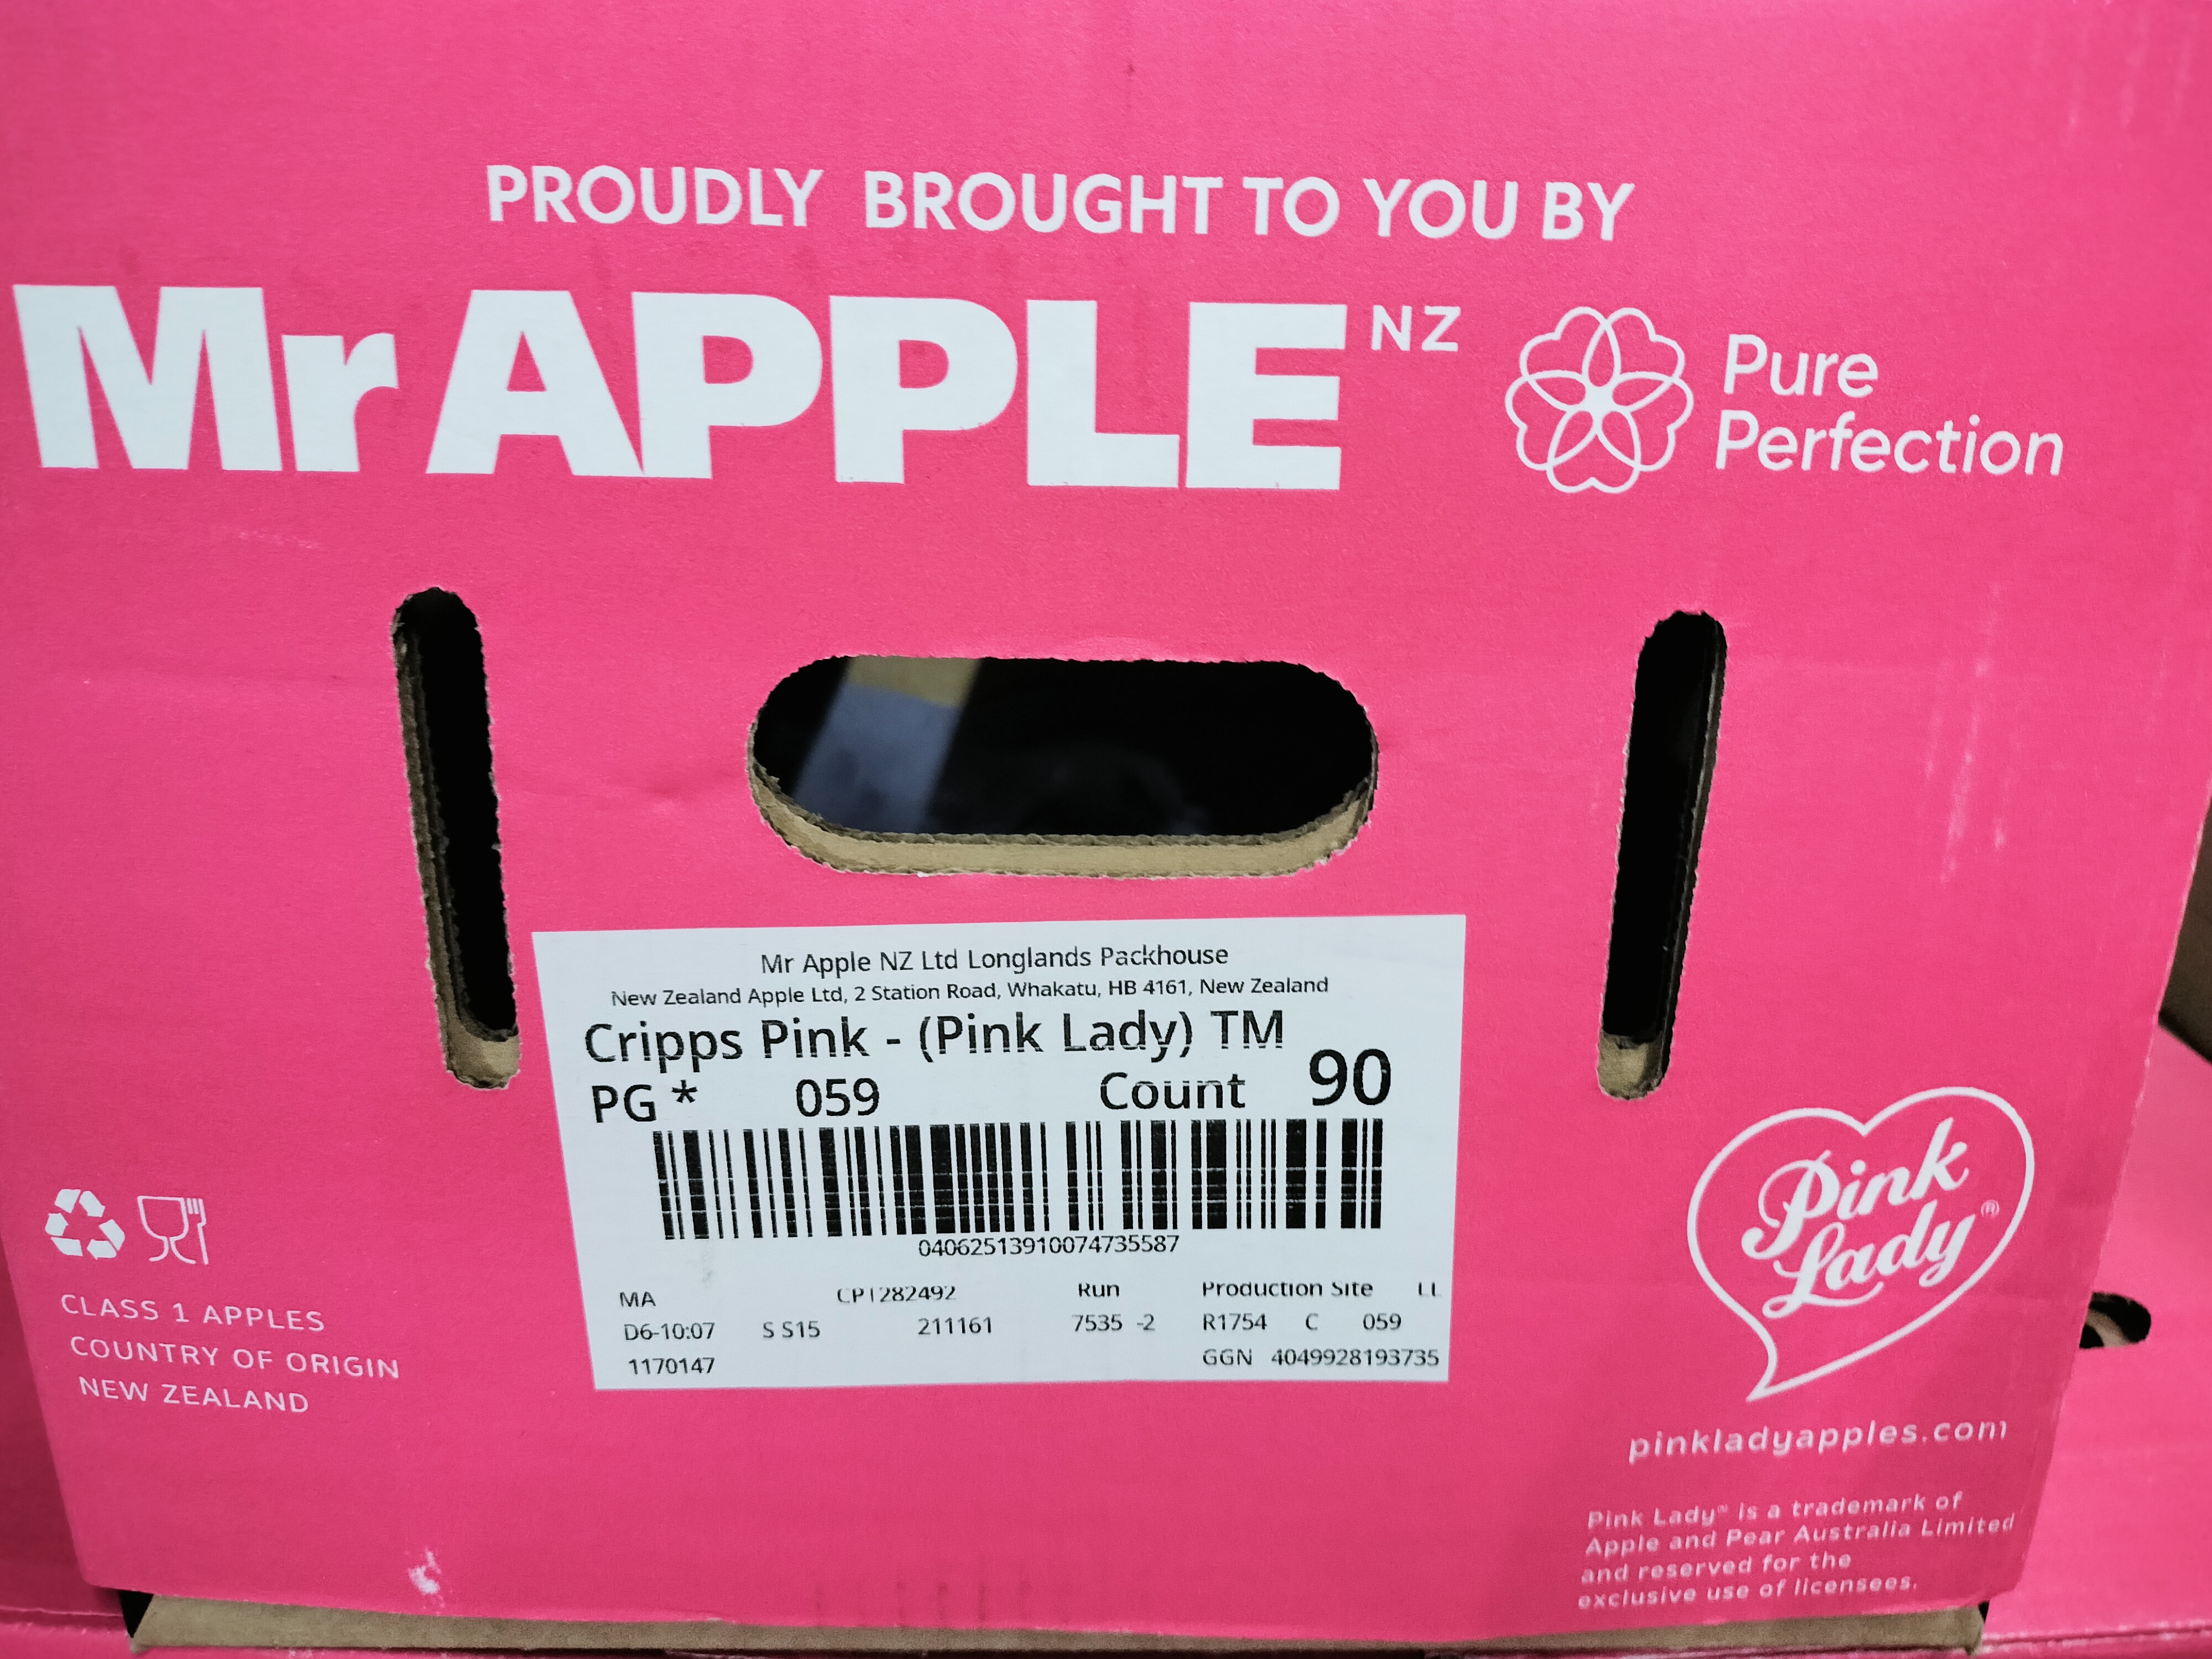 PROUDLY BROUGHT TO YOU BY
Mr APPLE NZ
Pure
Perfection
Mr Apple NZ Ltd Longlands Packhouse
New Zealand Apple Ltd, 2 Station Road, Whakatu, HB 4161, New Zealand
Cripps Pink - (Pink Lady) TM
PG * 059 Count 90
04062513910074735587
MA CP1282492 Run Production Site LL
D6-10:07 S S15 211161 7535 -2 R1754 C 059
1170147 GGN 4049928193735
CLASS 1 APPLES
COUNTRY OF ORIGIN
NEW ZEALAND
Pink
Lady®
pinkladyapples.com
Pink Lady® is a trademark of
Apple and Pear Australia Limited
and reserved for the
exclusive use of licensees.